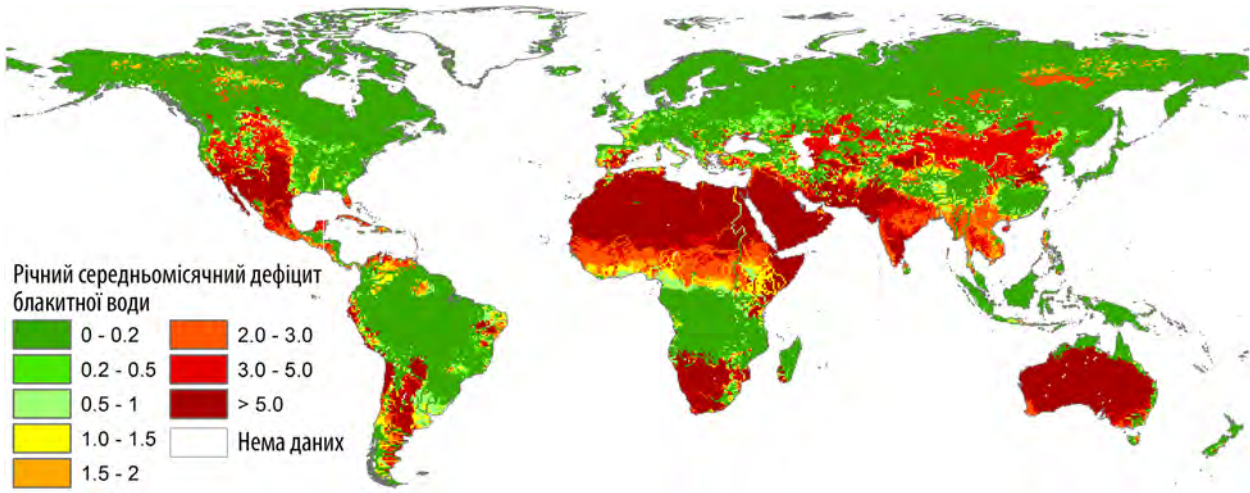 Річний середньомісячний дефіцит
блакитної води
0 - 0.2
0.2 - 0.5
0.5 - 1
1.0 - 1.5
1.5 - 2
2.0 - 3.0
3.0 - 5.0
> 5.0
Нема даних